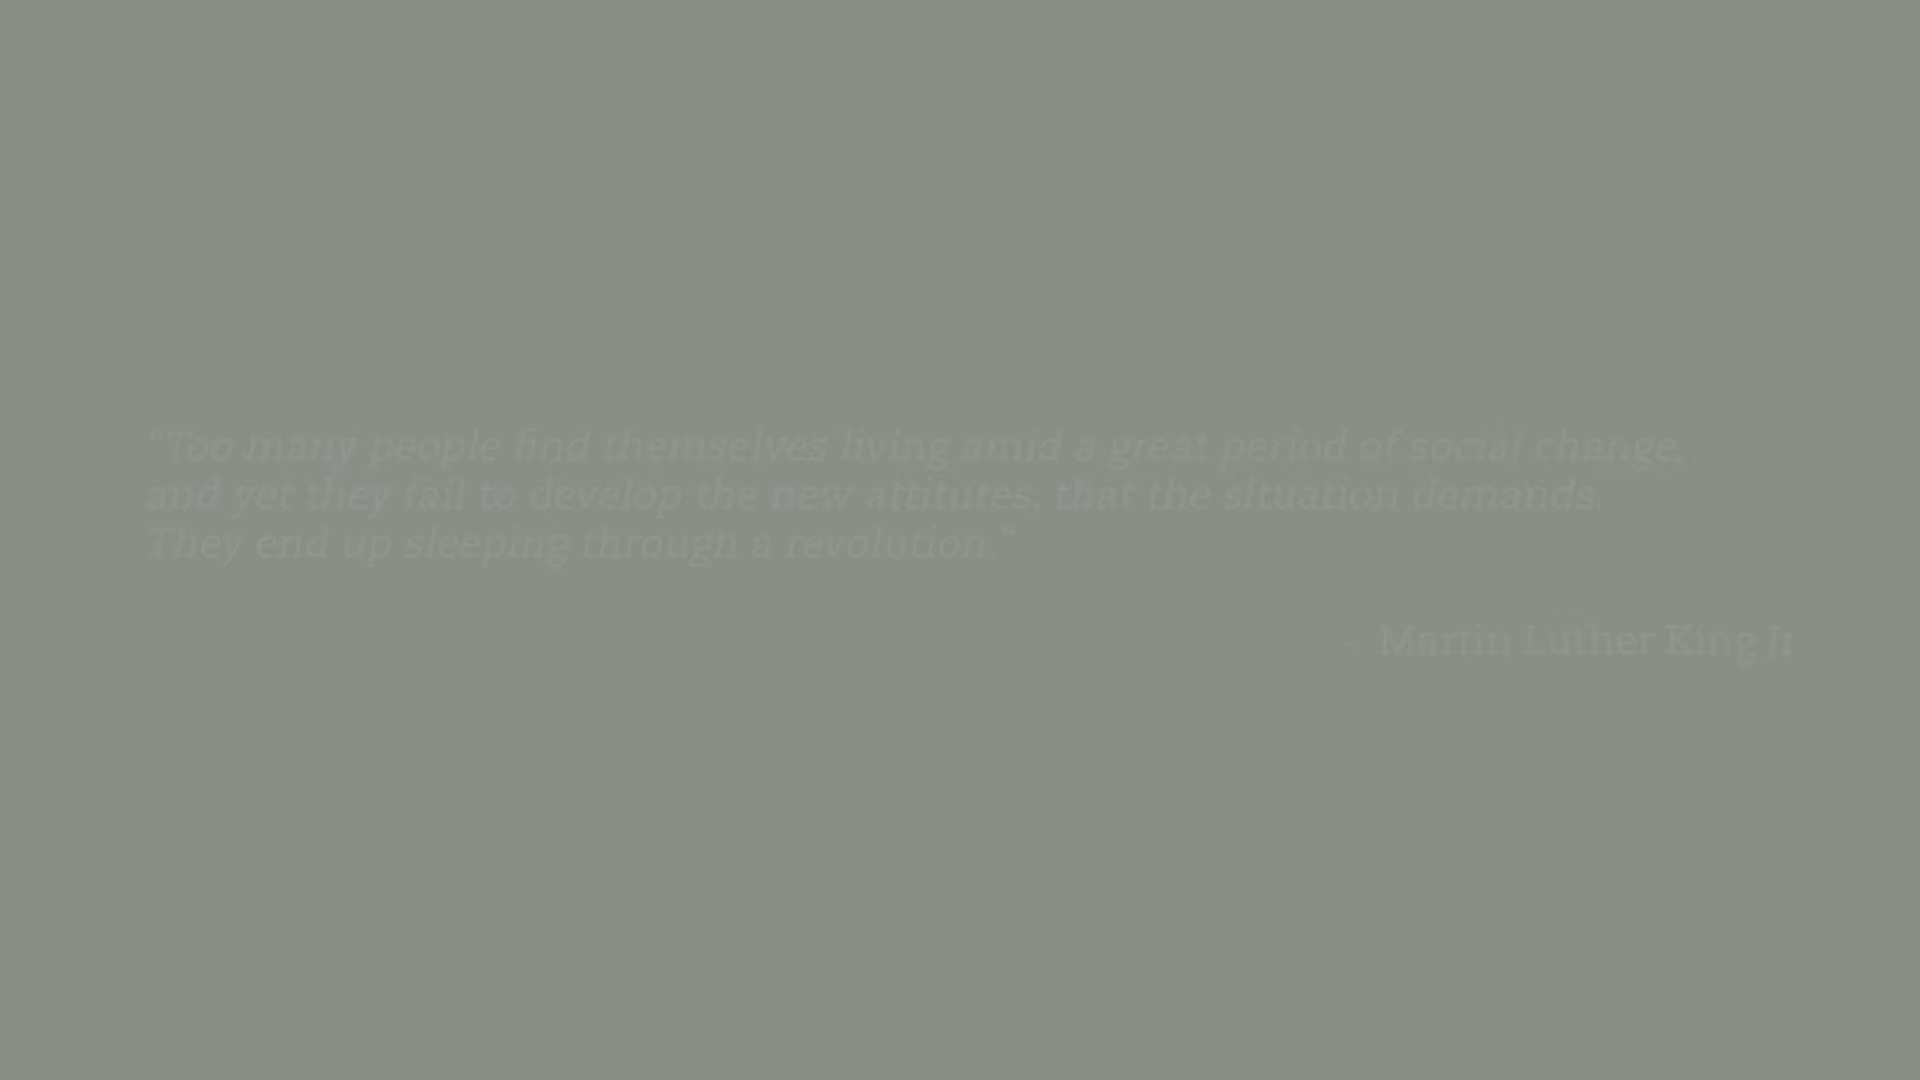 "Too many people find themselves living amid a great period of social change,
and yet they fail to develop the new attitures, that the situation demands.
They end up sleeping through a revolution."
- Martin Luther King Jr